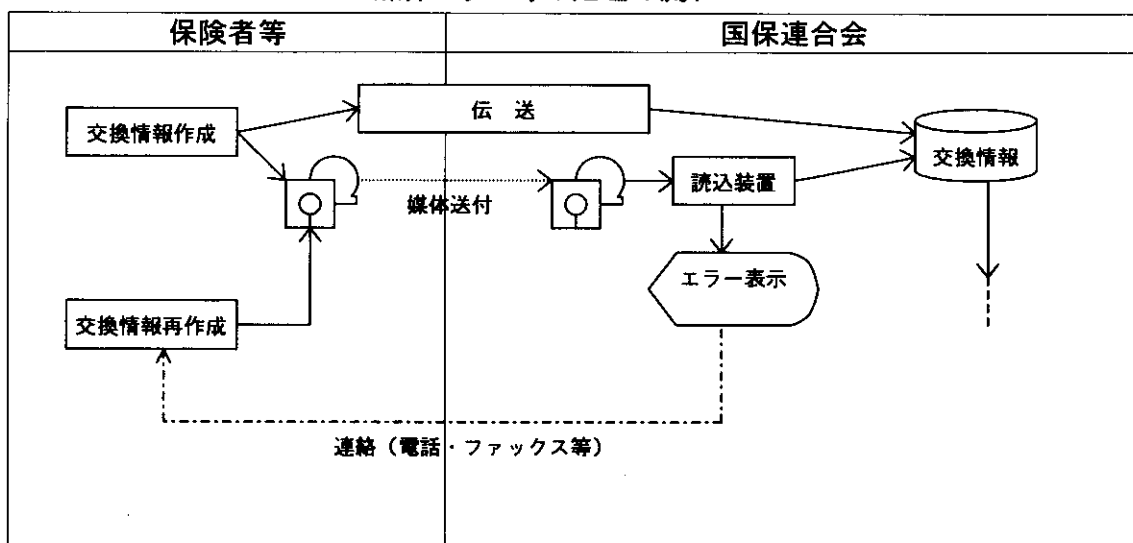 保険者等
国保連合会
伝 送
交換情報作成
交換情報
読込装置
媒体送付
エラー表示
交換情報再作成
連絡（電話・ファックス等）